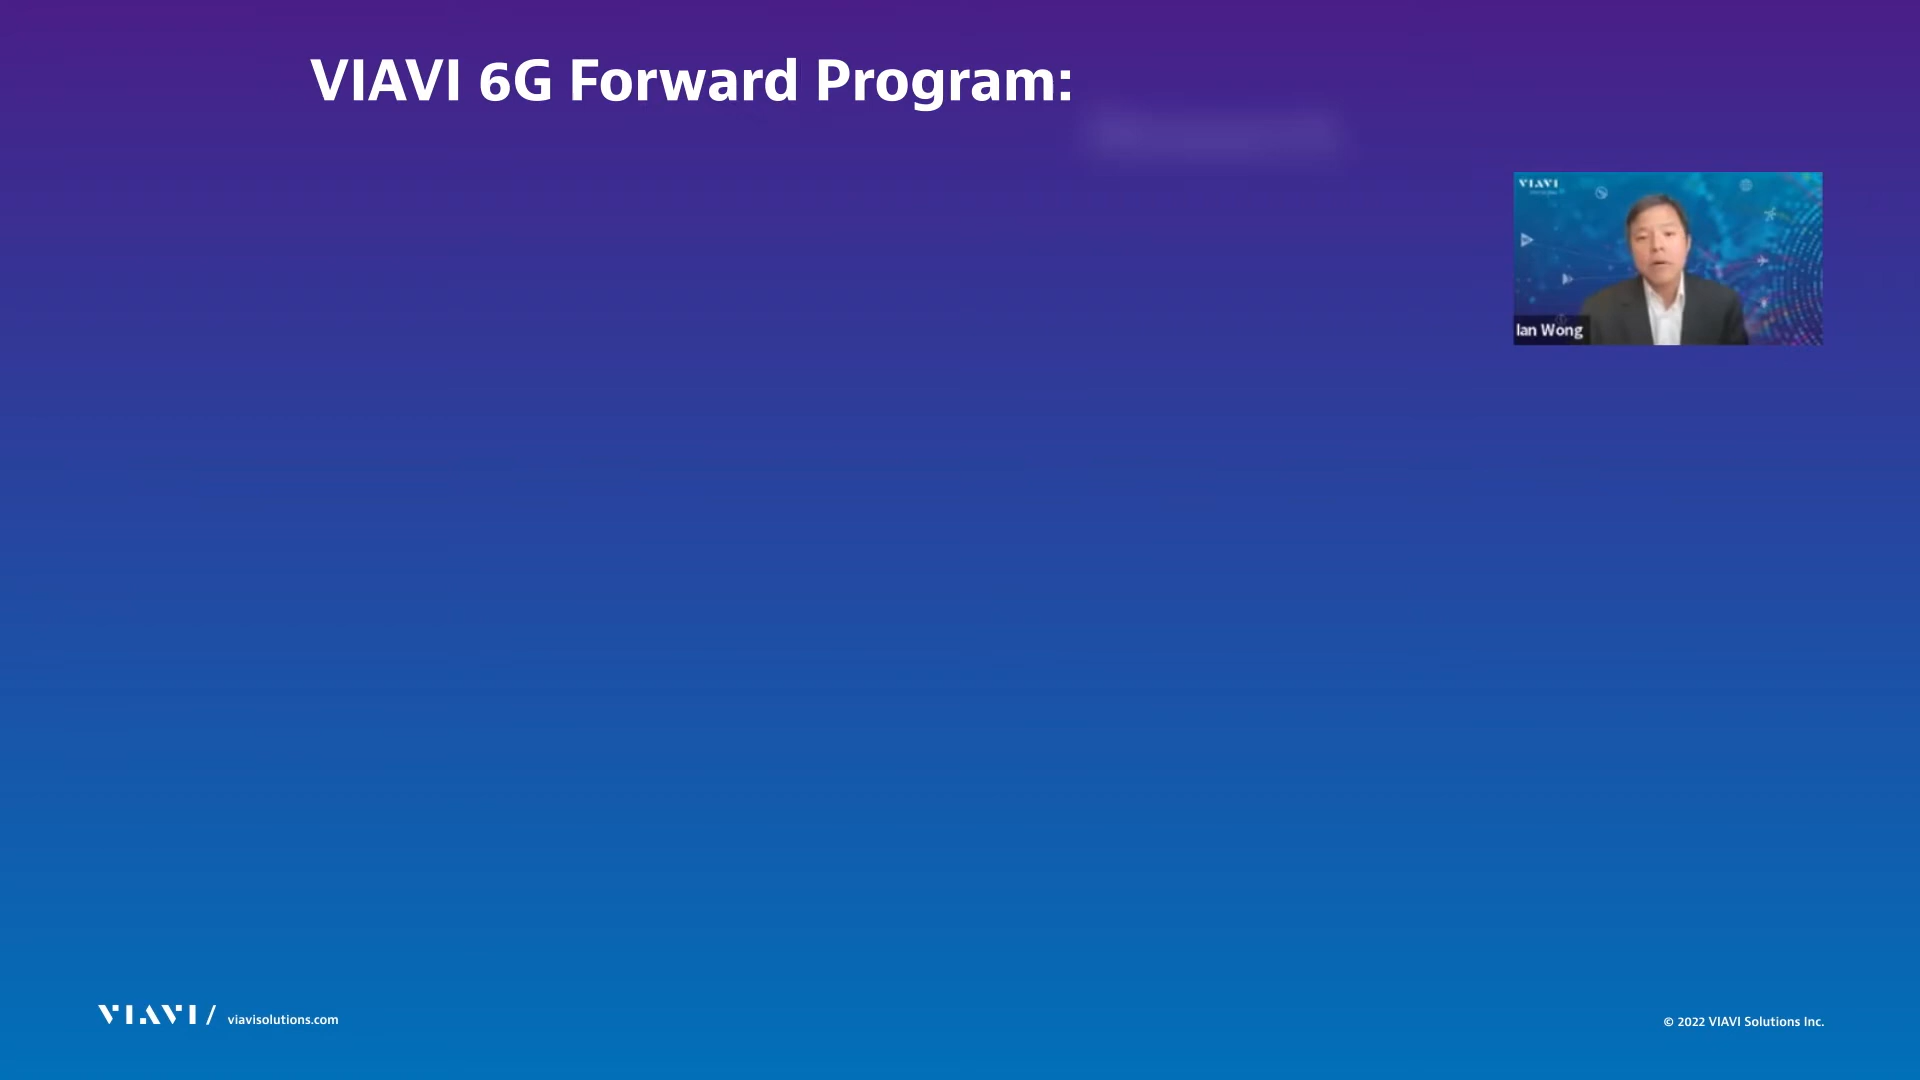 VIAVI 6G Forward Program:
VIAVI
Ian Wong
VIAVI / viavisolutions.com
© 2022 VIAVI Solutions Inc.